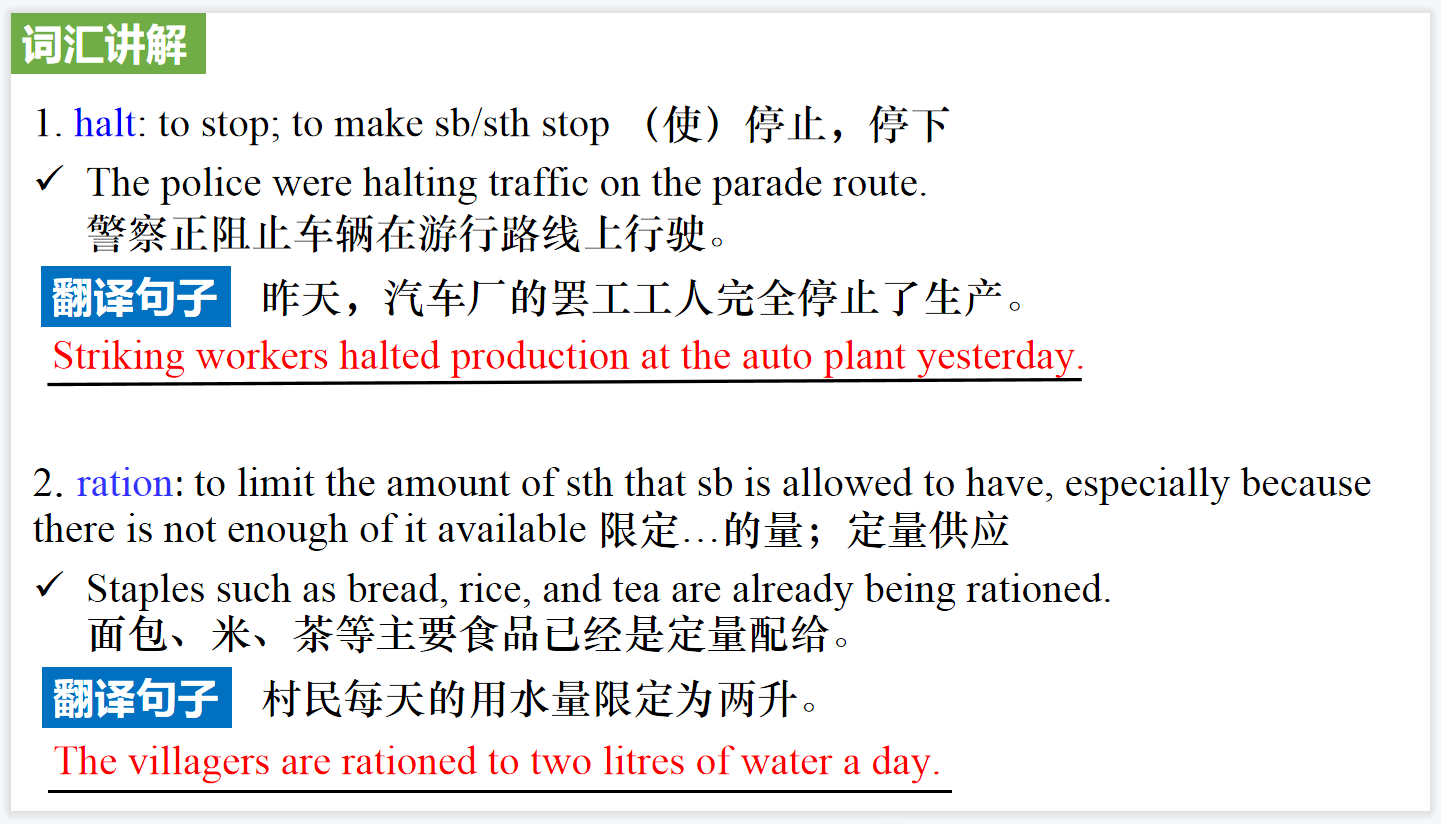 词汇讲解
1. halt: to stop; to make sb/sth stop （使）停止，停下
✓ The police were halting traffic on the parade route.
警察正阻止车辆在游行路线上行驶。
翻译句子 昨天，汽车厂的罢工工人完全停止了生产。
Striking workers halted production at the auto plant yesterday.
2. ration: to limit the amount of sth that sb is allowed to have, especially because
there is not enough of it available 限定…的量；定量供应
✓ Staples such as bread, rice, and tea are already being rationed.
面包、米、茶等主要食品已经是定量配给。
翻译句子 村民每天的用水量限定为两升。
The villagers are rationed to two litres of water a day.